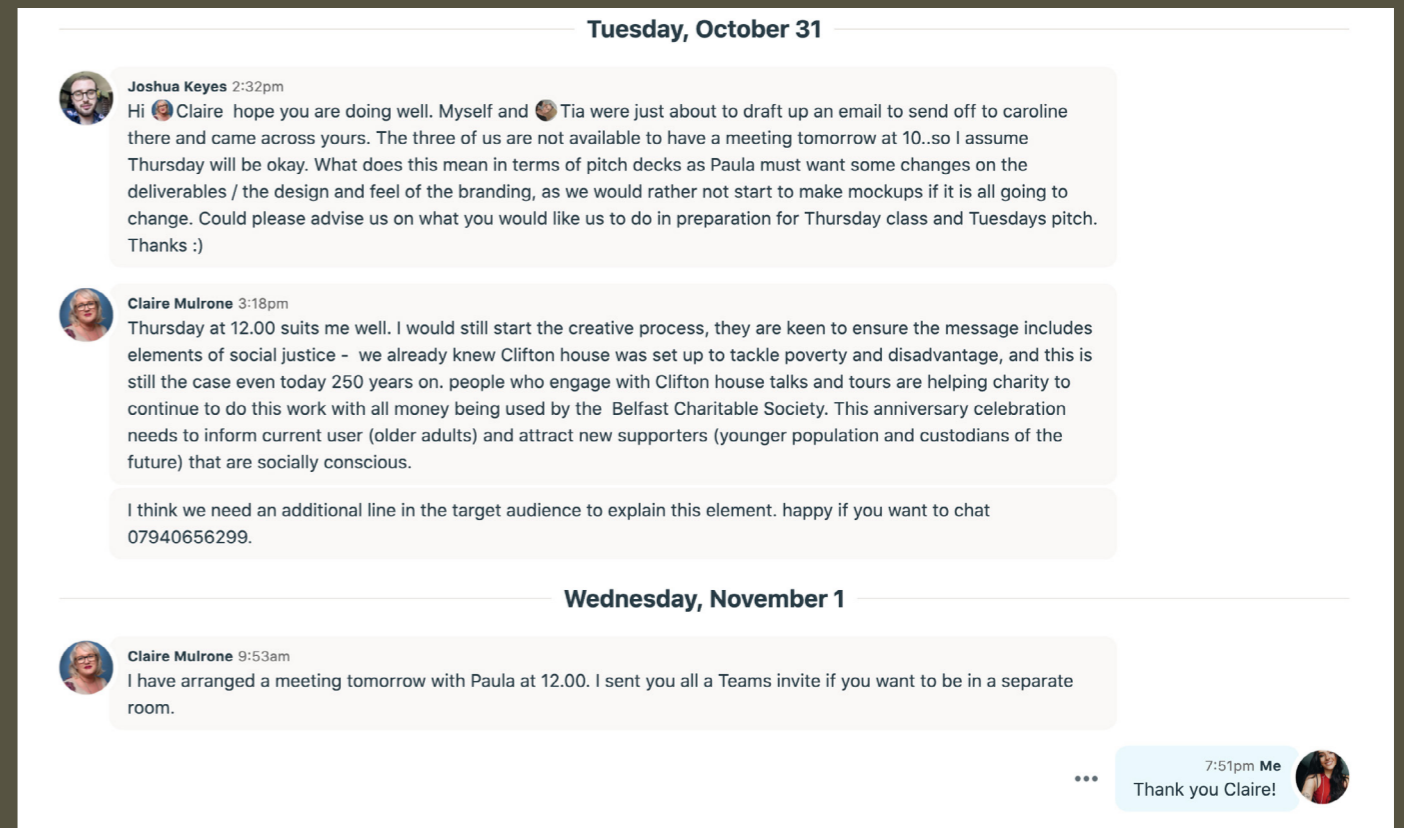 Tuesday, October 31
Joshua Keyes 2:32pm
Hi Claire hope you are doing well. Myself and Tia were just about to draft up an email to send off to caroline
there and came across yours. The three of us are not available to have a meeting tomorrow at 10..so I assume
Thursday will be okay. What does this mean in terms of pitch decks as Paula must want some changes on the
deliverables / the design and feel of the branding, as we would rather not start to make mockups if it is all going to
change. Could please advise us on what you would like us to do in preparation for Thursday class and Tuesdays pitch.
Thanks :)
Claire Mulrone 3:18pm
Thursday at 12.00 suits me well. I would still start the creative process, they are keen to ensure the message includes
elements of social justice - we already knew Clifton house was set up to tackle poverty and disadvantage, and this is
still the case even today 250 years on. people who engage with Clifton house talks and tours are helping charity to
continue to do this work with all money being used by the Belfast Charitable Society. This anniversary celebration
needs to inform current user (older adults) and attract new supporters (younger population and custodians of the
future) that are socially conscious.
I think we need an additional line in the target audience to explain this element. happy if you want to chat
07940656299.
Wednesday, November 1
Claire Mulrone 9:53am
I have arranged a meeting tomorrow with Paula at 12.00. I sent you all a Teams invite if you want to be in a separate
room.
7:51pm Me
Thank you Claire!